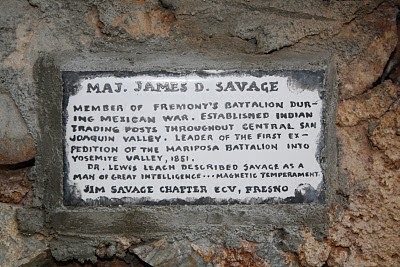 MAJ. JAMES D. SAVAGE
MEMBER OF FREMONY'S BATTALION DUR-
ING MEXICAN WAR. ESTABLISHED INDIAN
TRADING POSTS THROUGHOUT CENTRAL SAN
JOAQUIN VALLEY. LEADER OF THE FIRST EX-
PEDITION OF THE MARIPOSA BATTALION INTO
YOSEMITE VALLEY, 1851.
DR. LEWIS LEACH DESCRIBED SAVAGE AS A
MAN OF GREAT INTELLIGENCE... MAGNETIC TEMPERAMENT.
JIM SAVAGE CHAPTER ECV, FRESNO